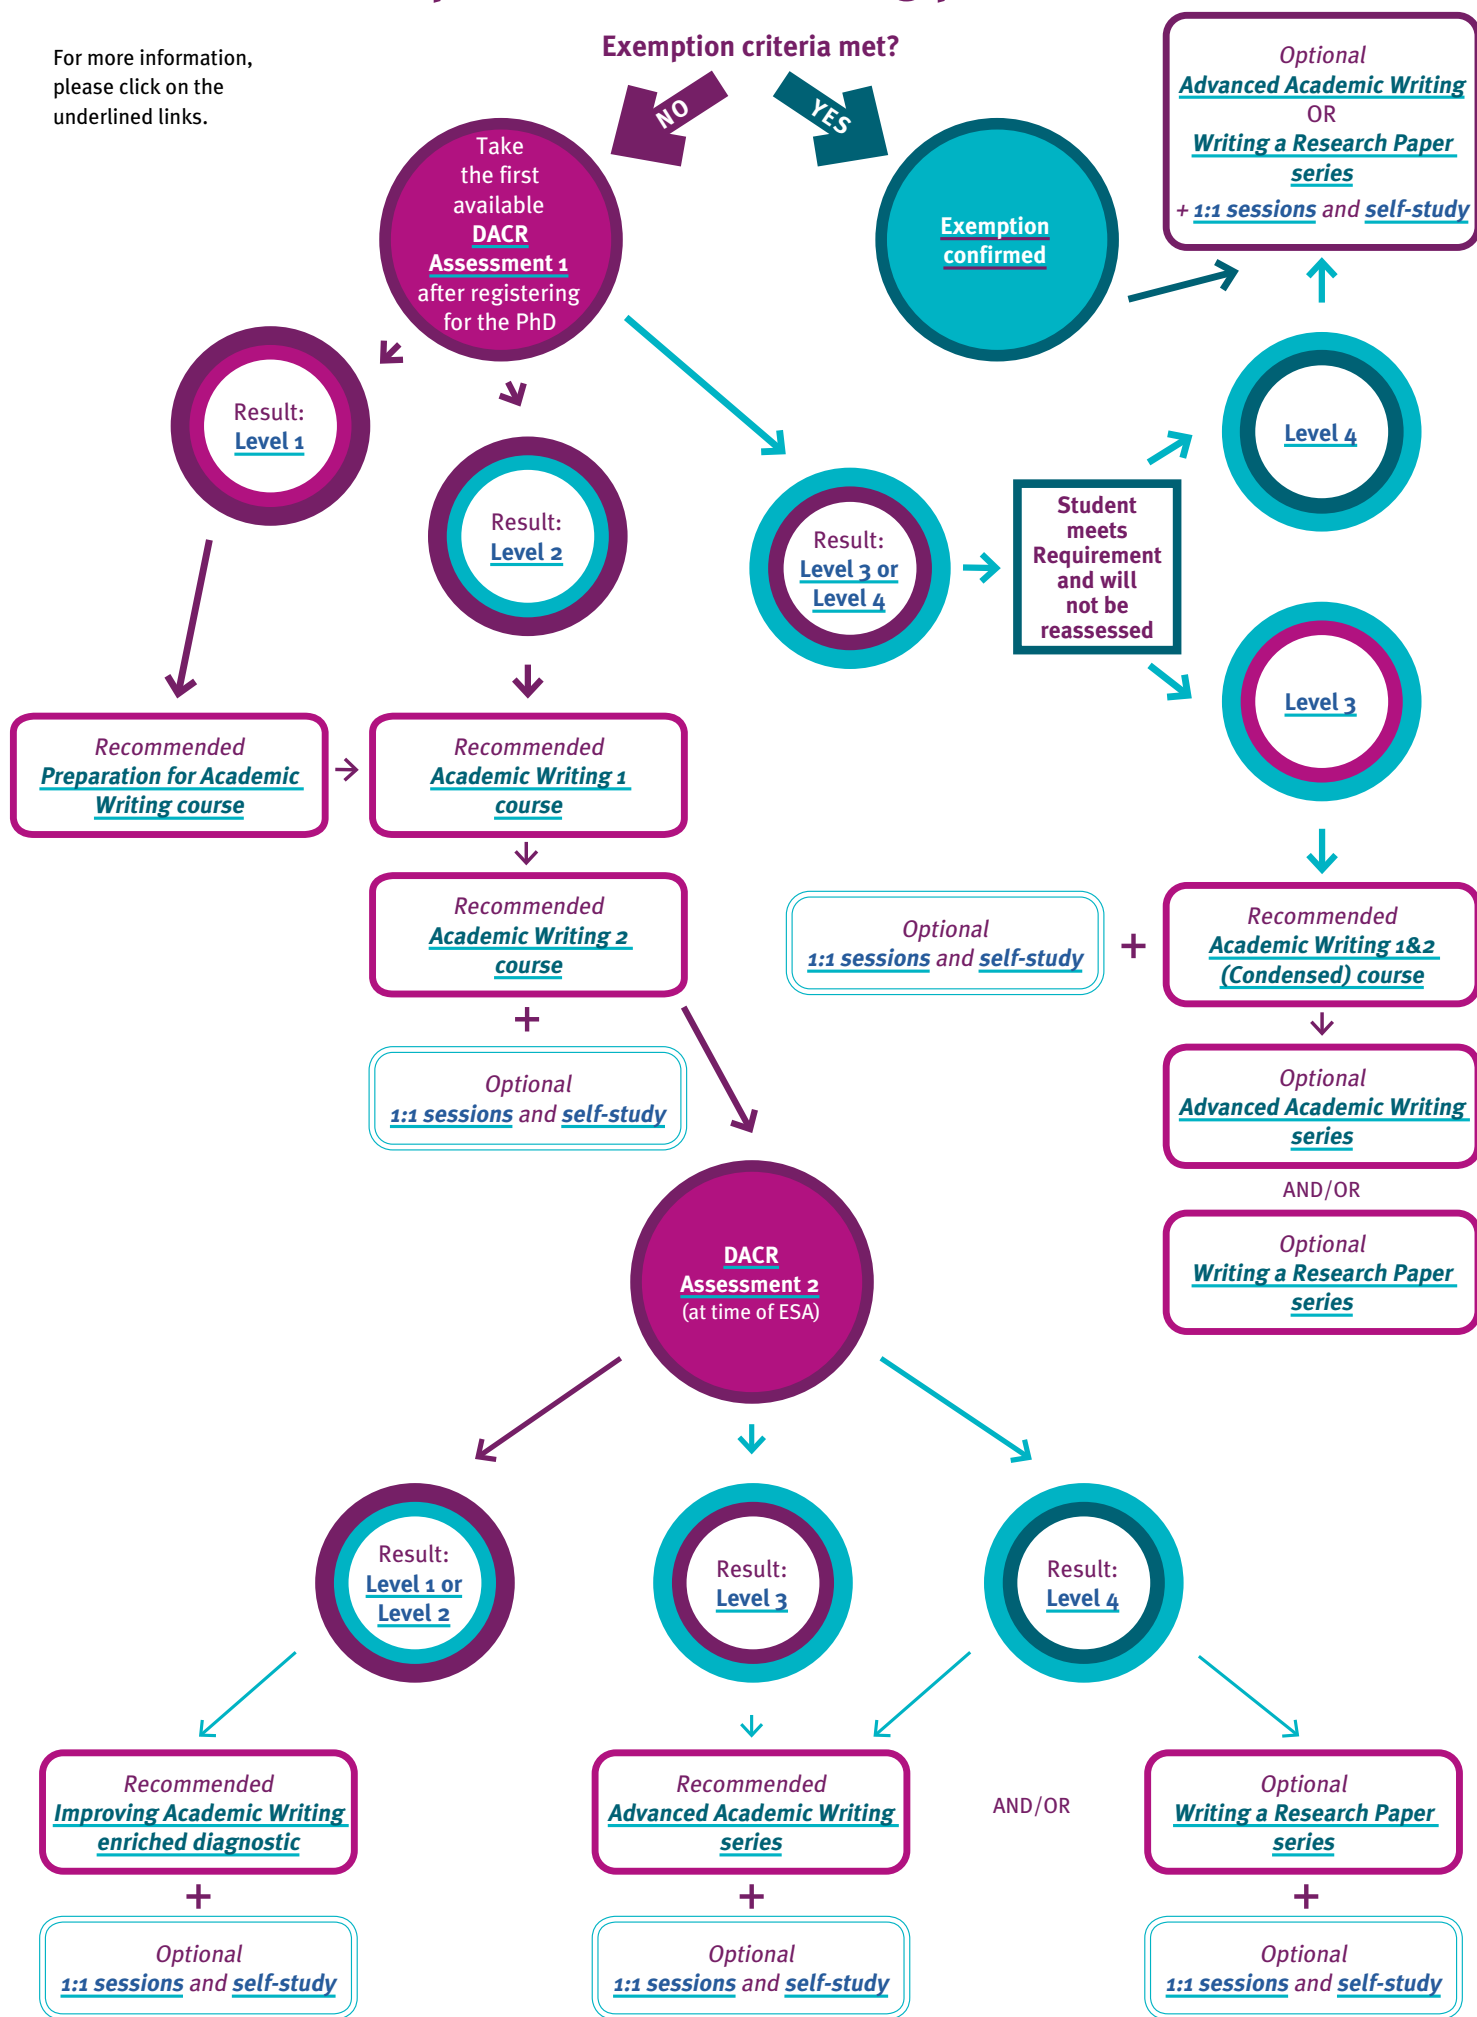 For more information,
please click on the
underlined links.
Exemption criteria met?
NO
YES
Optional
Advanced Academic Writing
OR
Writing a Research Paper
series
+ 1:1 sessions and self-study
Take
the first
available
DACR
Assessment 1
after registering
for the PhD
Exemption
confirmed
Result:
Level 1
Result:
Level 2
Result:
Level 3 or
Level 4
Student
meets
Requirement
and will
not be
reassessed
Level 4
Level 3
Recommended
Preparation for Academic
Writing course
Recommended
Academic Writing 1
course
Recommended
Academic Writing 2
course
+
Optional
1:1 sessions and self-study
Optional
1:1 sessions and self-study
+
Recommended
Academic Writing 1&2
(Condensed) course
Optional
Advanced Academic Writing
series
AND/OR
Optional
Writing a Research Paper
series
DACR
Assessment 2
(at time of ESA)
Result:
Level 1 or
Level 2
Result:
Level 3
Result:
Level 4
Recommended
Improving Academic Writing
enriched diagnostic
+
Optional
1:1 sessions and self-study
Recommended
Advanced Academic Writing
series
+
Optional
1:1 sessions and self-study
AND/OR
Optional
Writing a Research Paper
series
+
Optional
1:1 sessions and self-study